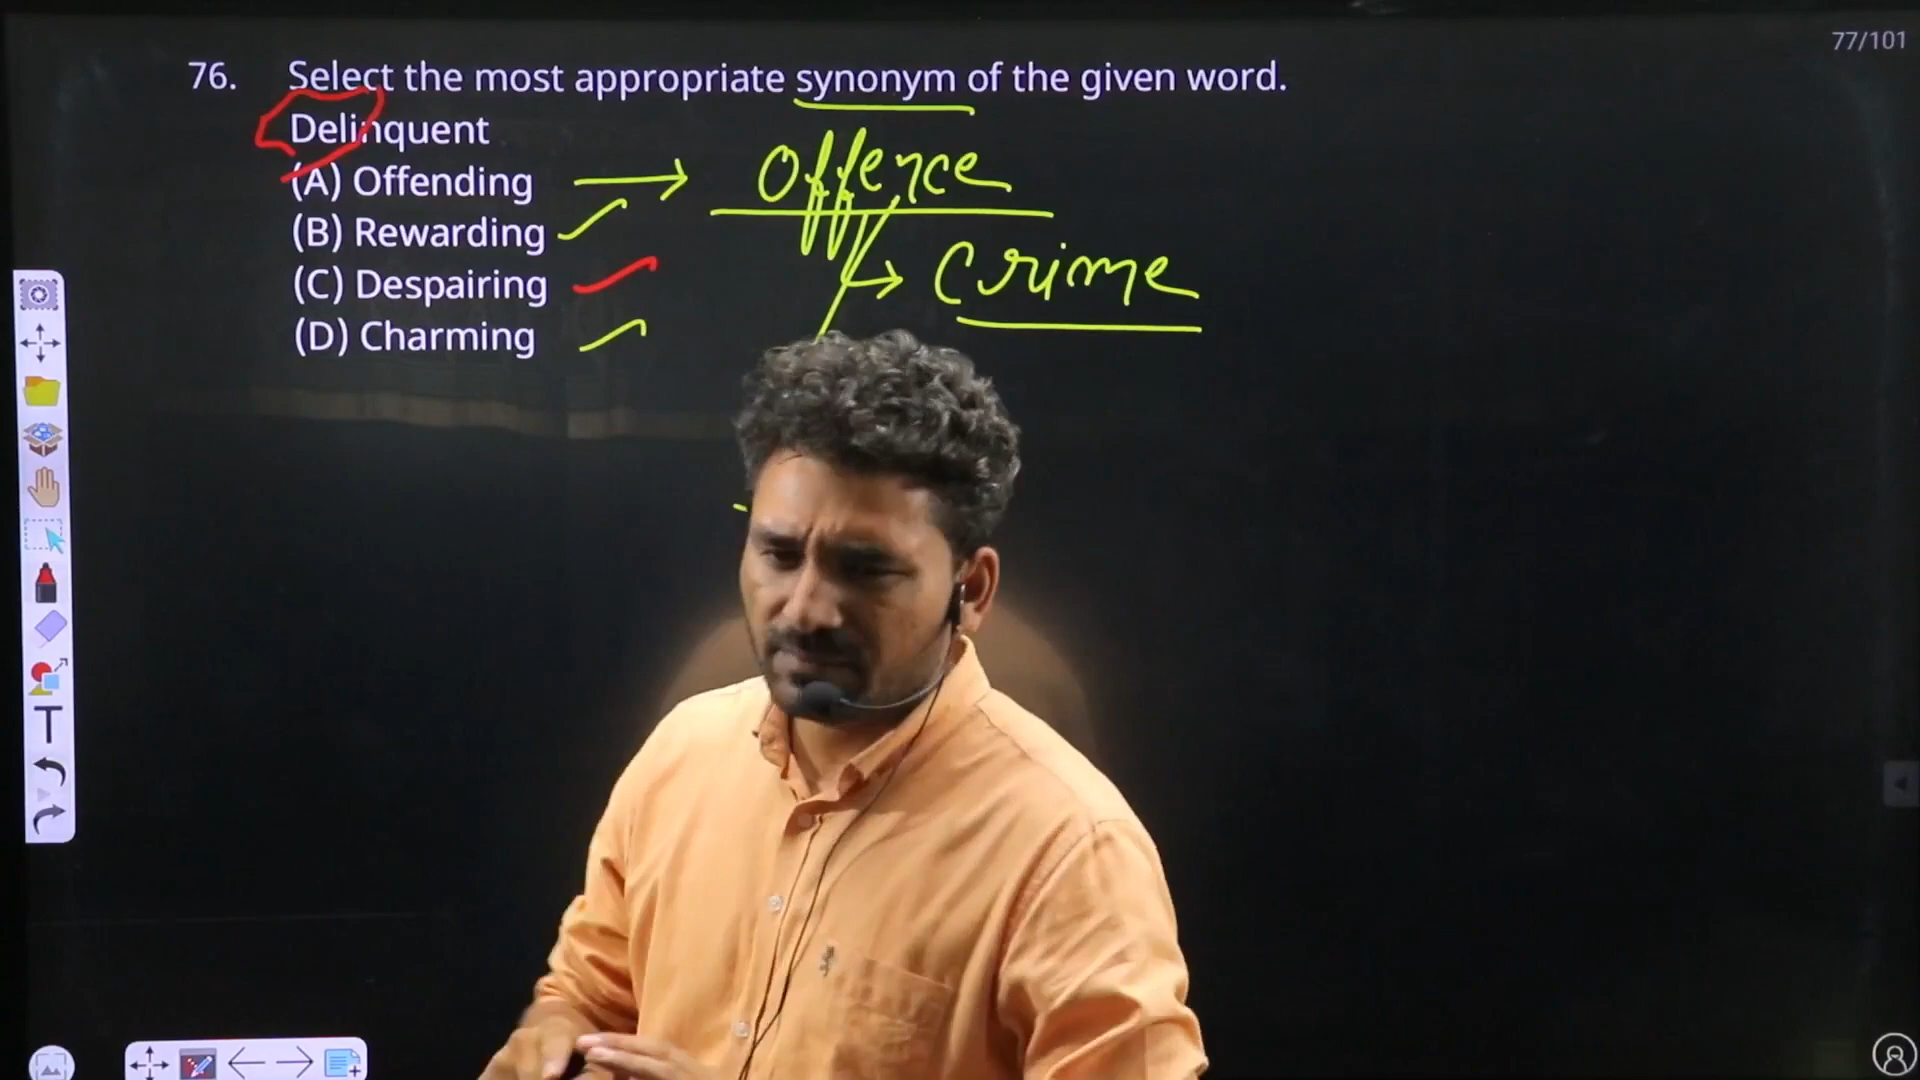 77/101
76. Select the most appropriate synonym of the given word.
Delinquent
(A) Offending
(B) Rewarding
(C) Despairing
(D) Charming
Offence
Crime
T